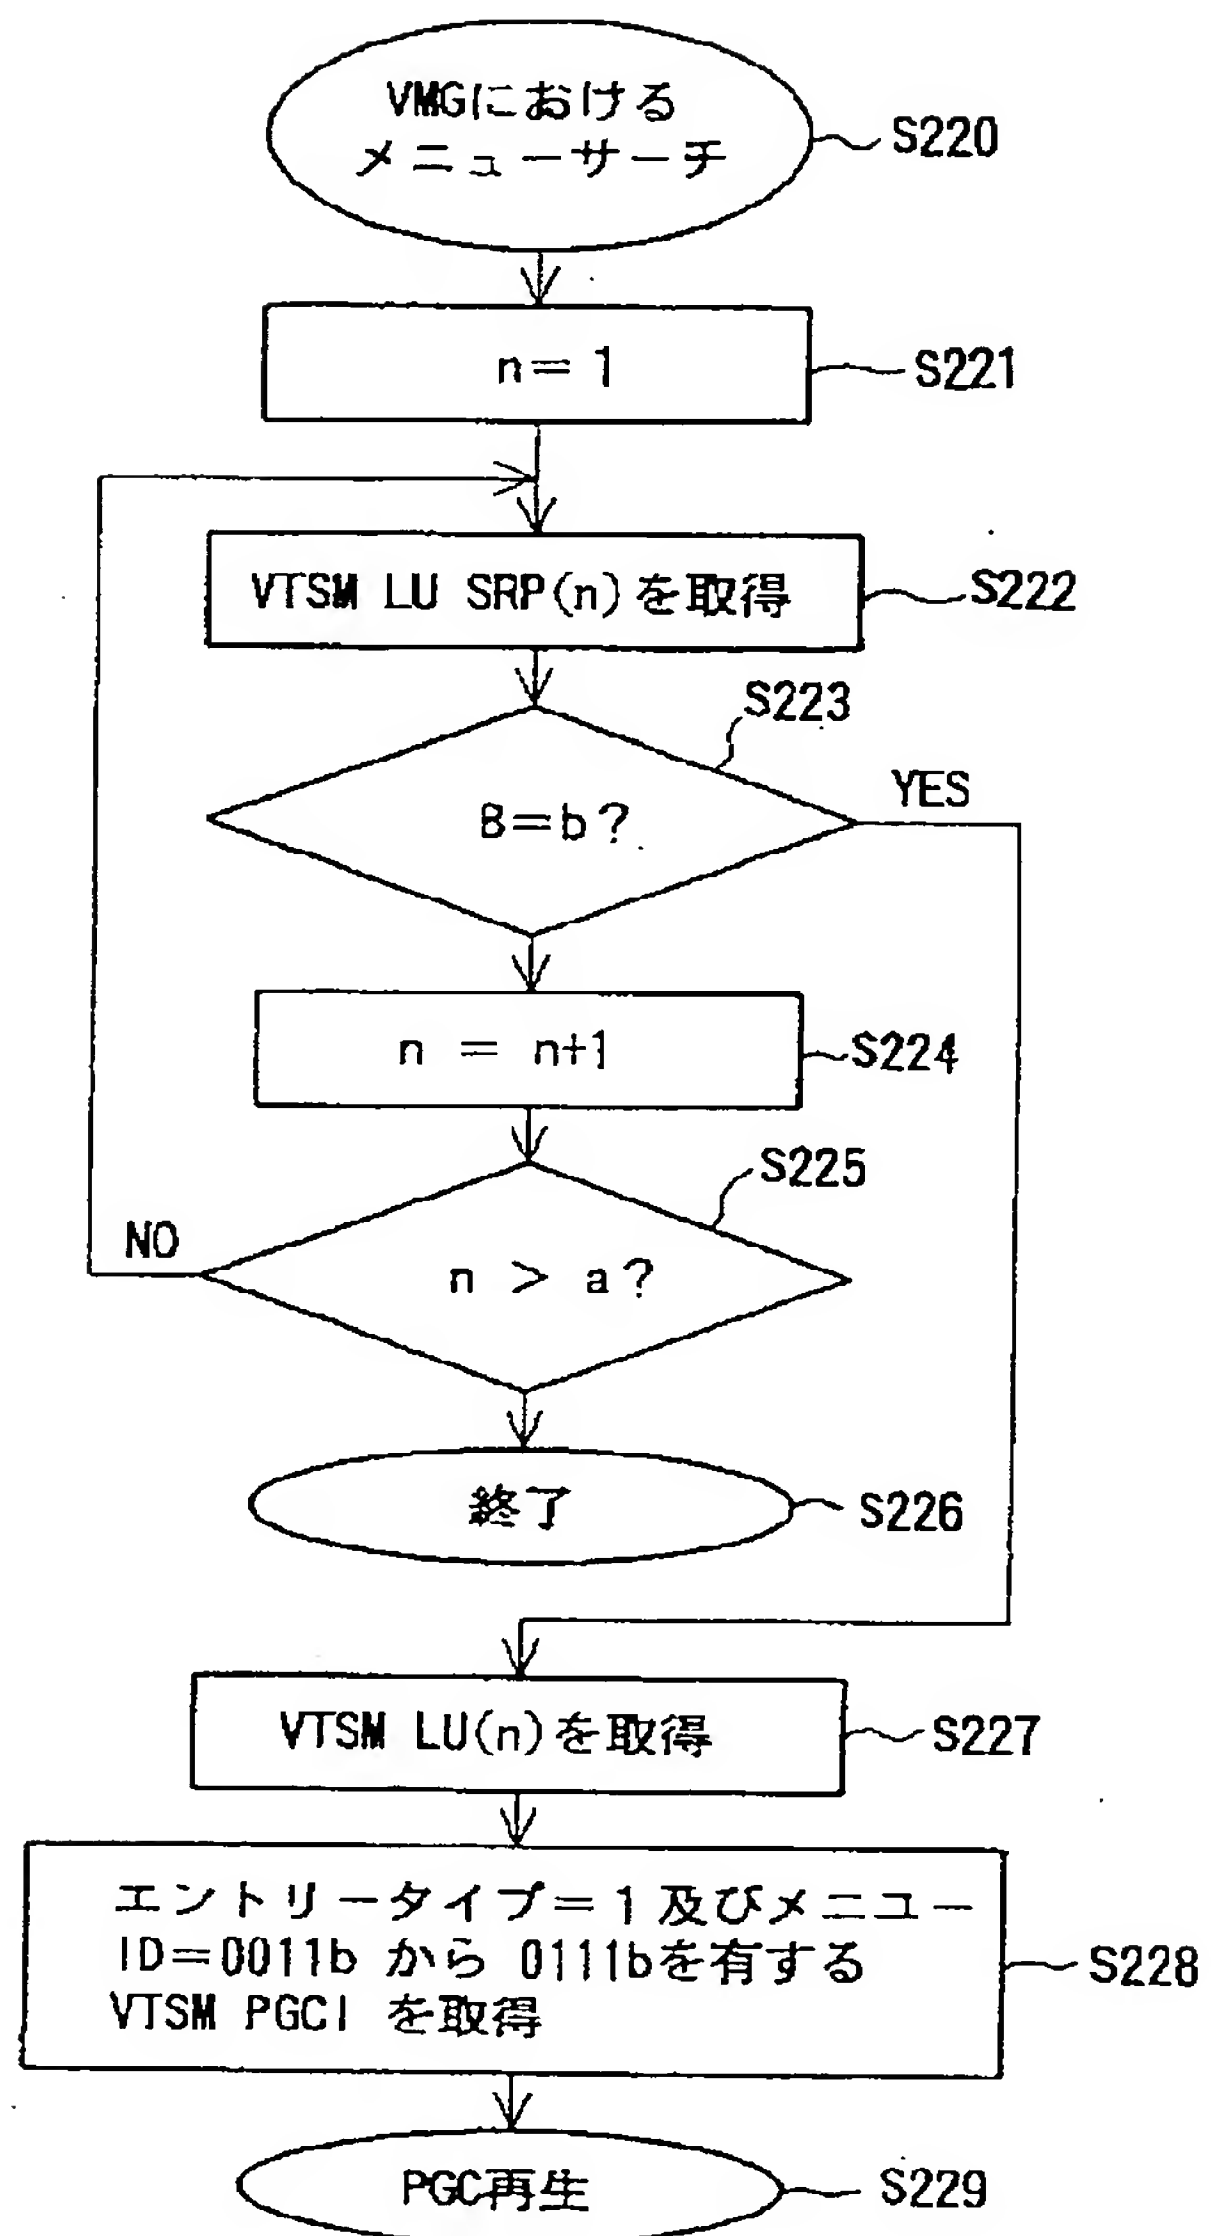 VMGにおける
メニューサーチ
S220
n=1
S221
VTSM LU SRP(n)を取得
S222
S223
B=b?
YES
n = n+1
S224
S225
NO
n > a?
終了
S226
VTSM LU(n)を取得
S227
エントリータイプ=1 及びメニュー
ID=0011b から 0111bを有する
VTSM PGCI を取得
S228
PGC再生
S229